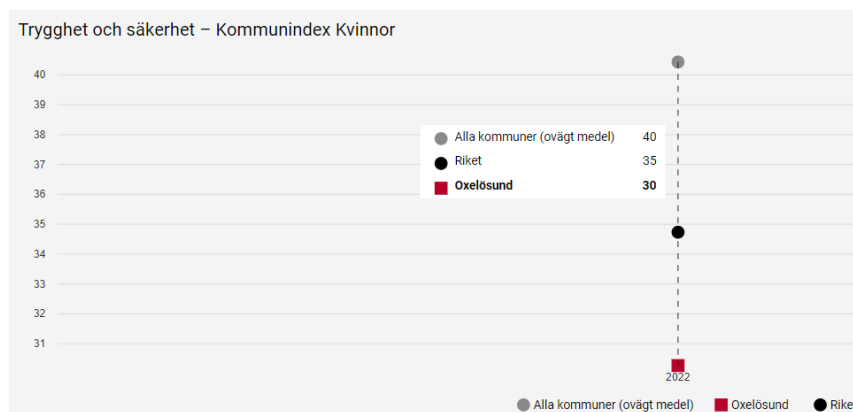 Trygghet och säkerhet – Kommunindex Kvinnor
40
39
38
Alla kommuner (ovägt medel) 40
37
Riket 35
36
Oxelösund 30
35
34
33
32
31
2022
Alla kommuner (ovägt medel) Oxelösund Rike